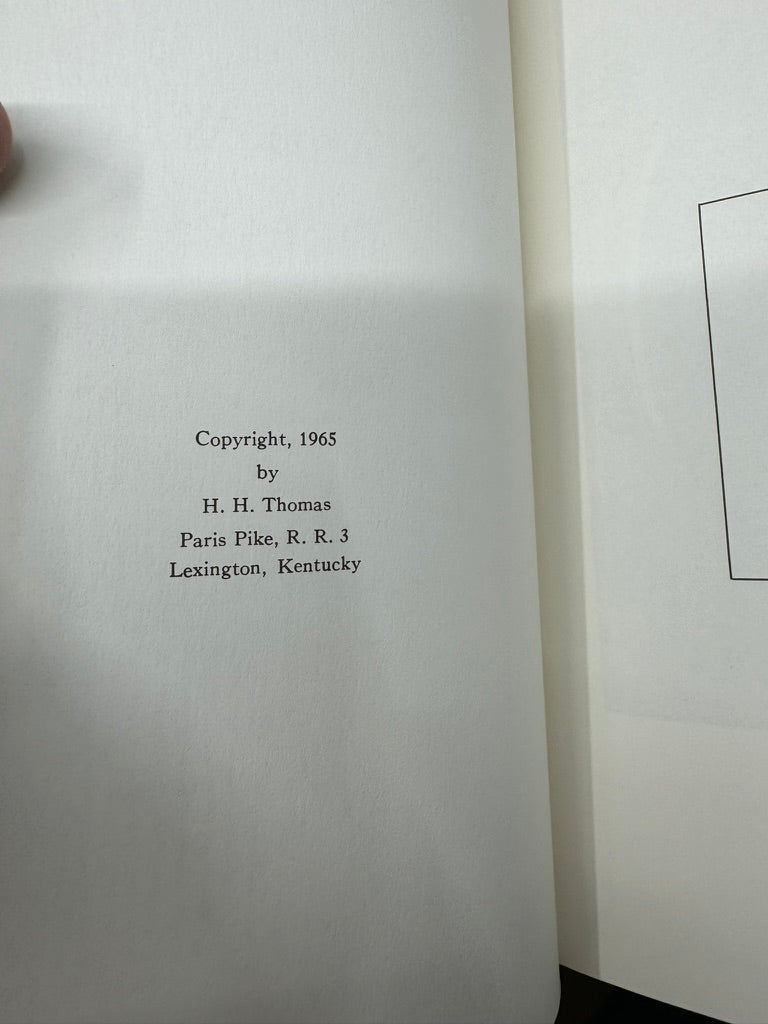 Copyright, 1965
by
H. H. Thomas
Paris Pike, R. R. 3
Lexington, Kentucky